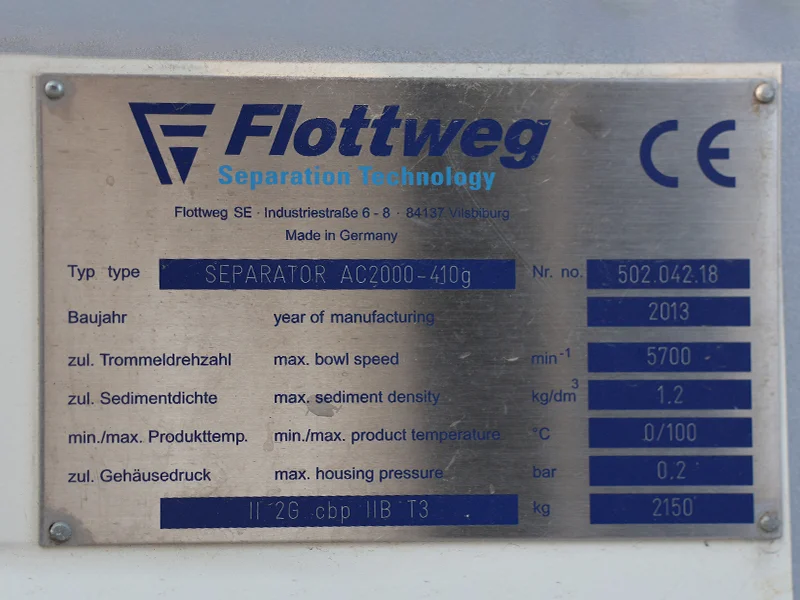 Flottweg
Separation Technology
CE
Flottweg SE · Industriestraße 6 - 8 · 84137 Vilsbiburg
Made in Germany
Typ type SEPARATOR AC2000-410g Nr. no. 502.042.18
Baujahr year of manufacturing 2013
zul. Trommeldrehzahl max. bowl speed min⁻¹ 5700
zul. Sedimentdichte max. sediment density kg/dm³ 1.2
min./max. Produkttemp. min./max. product temperature °C 0/100
zul. Gehäusedruck max. housing pressure bar 0.2
II 2G cbp IIB T3 kg 2150